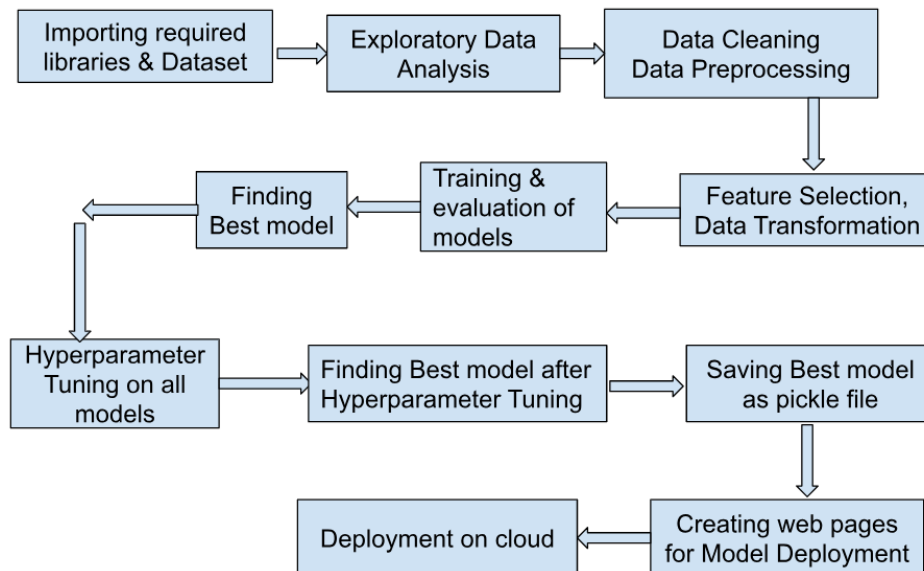 Importing required
libraries & Dataset
Exploratory Data
Analysis
Data Cleaning
Data Preprocessing
Feature Selection,
Data Transformation
Training &
evaluation of
models
Finding
Best model
Hyperparameter
Tuning on all
models
Finding Best model after
Hyperparameter Tuning
Saving Best model
as pickle file
Creating web pages
for Model Deployment
Deployment on cloud